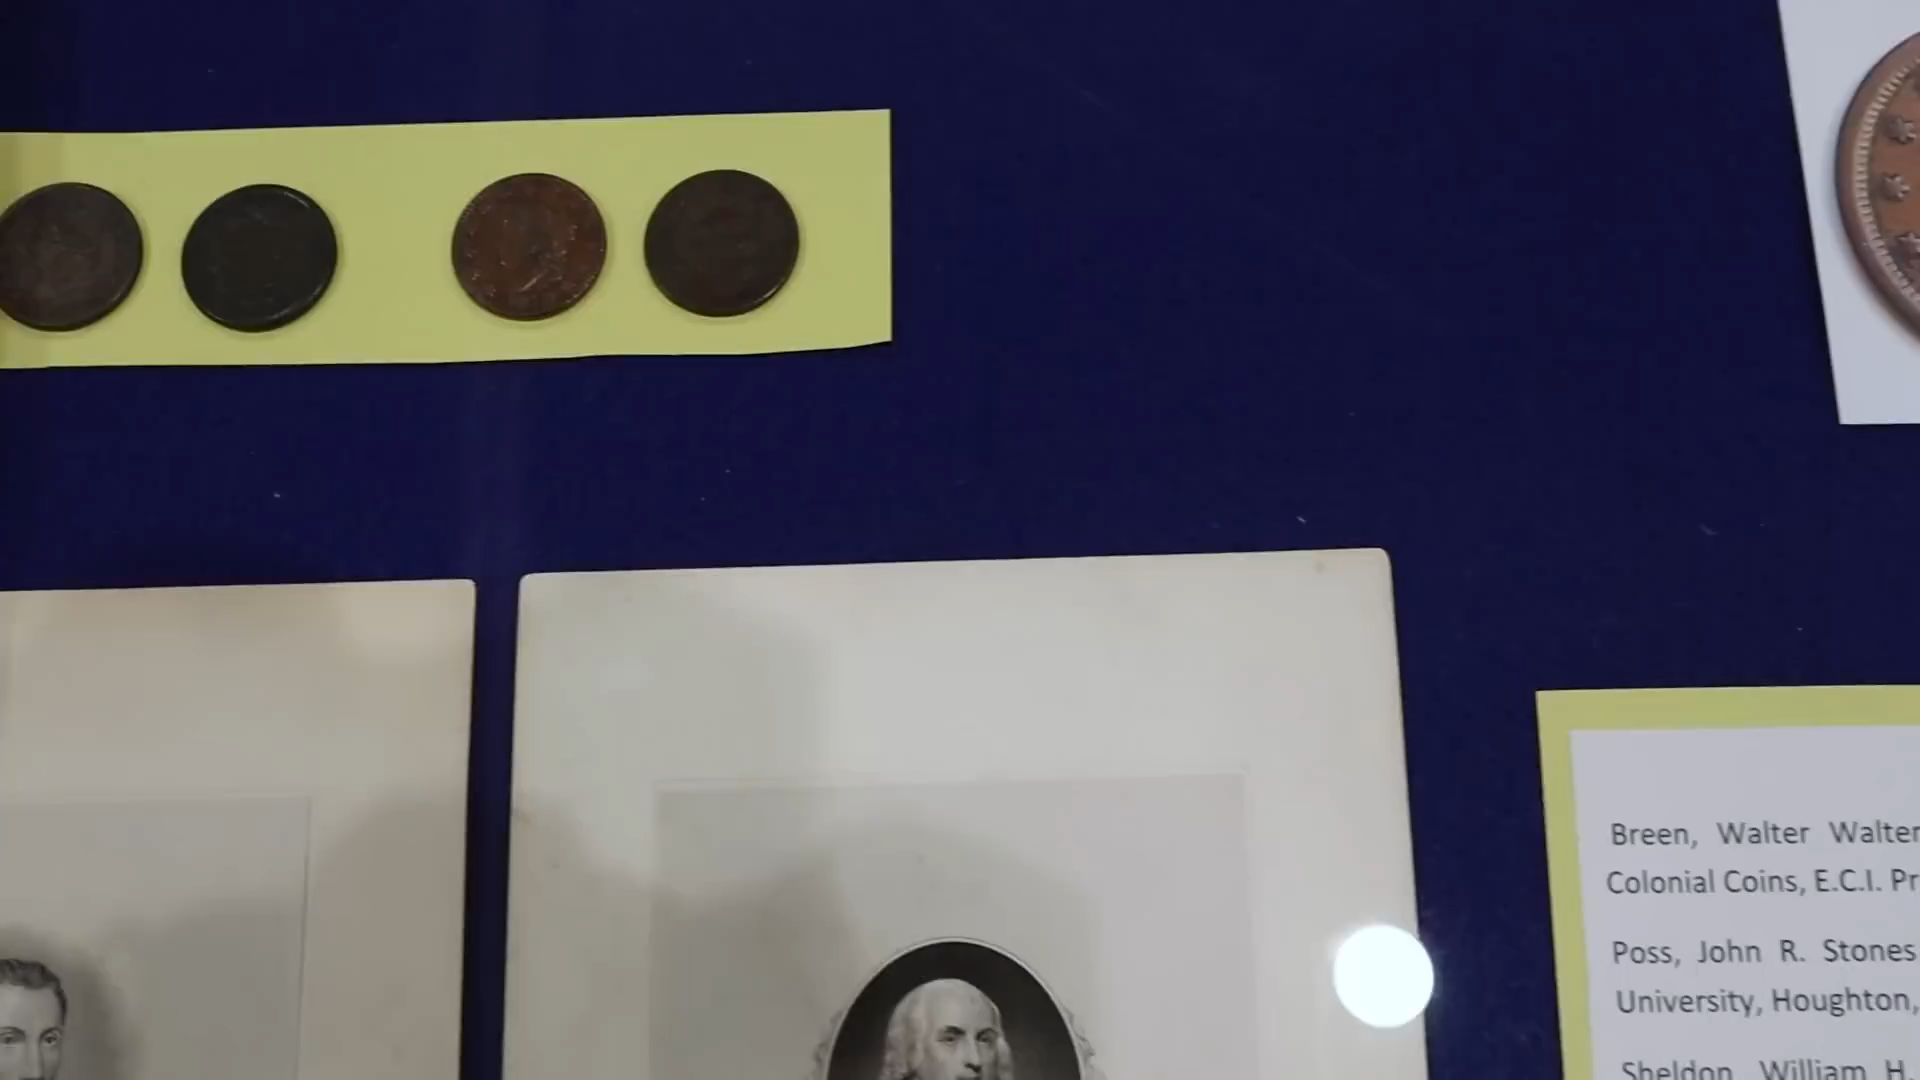 Breen, Walter Walter
Colonial Coins, E.C.I. Pr
Poss, John R. Stones
University, Houghton,
Sheldon, William H.